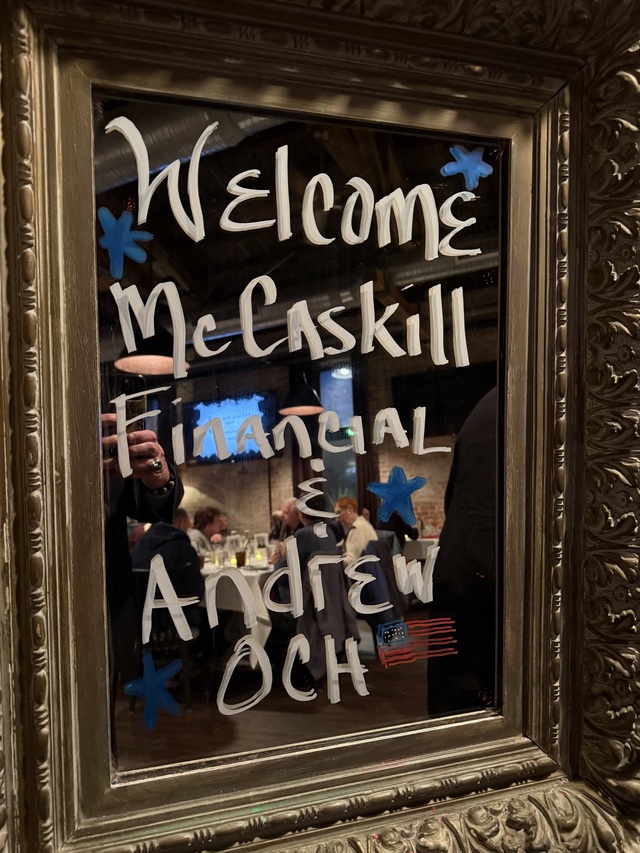 Welcome
McCaskill
Financial
&
Andrew
OCH